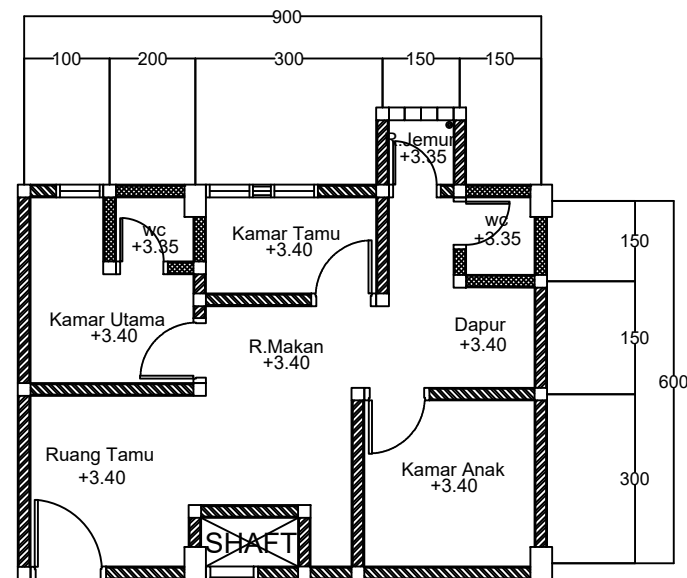 900
100
200
300
150
150
R.Jemur
+3.35
wc
+3.35
Kamar Tamu
+3.40
wc
+3.35
150
Kamar Utama
+3.40
R.Makan
+3.40
Dapur
+3.40
150
600
Ruang Tamu
+3.40
Kamar Anak
+3.40
300
SHAFT